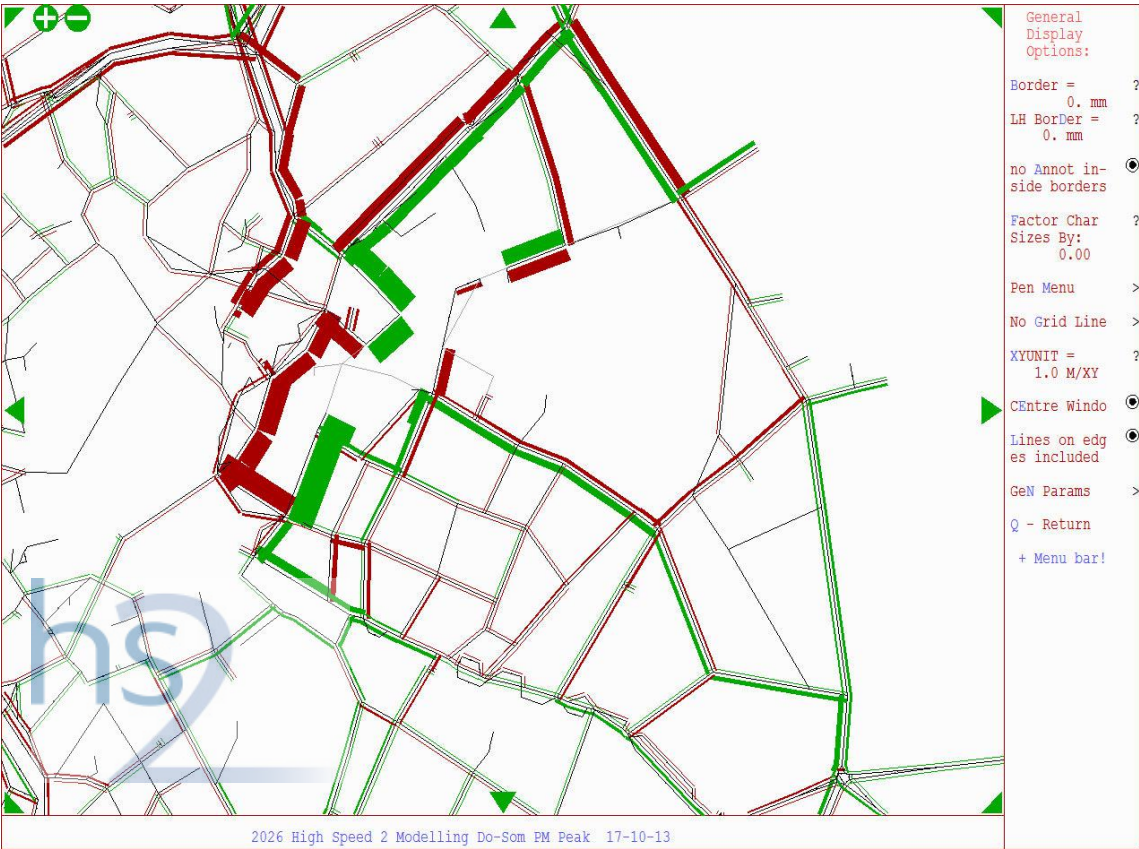 General
Display
Options:
Border = ?
0. mm
LH BorDer = ?
0. mm
no Annot in-
side borders
Factor Char ?
Sizes By:
0.00
Pen Menu >
No Grid Line >
XYUNIT = ?
1.0 M/XY
CEntre Windo
Lines on edg
es included
GeN Params >
Q - Return
+ Menu bar!
hs2
2026 High Speed 2 Modelling Do-Som PM Peak 17-10-13